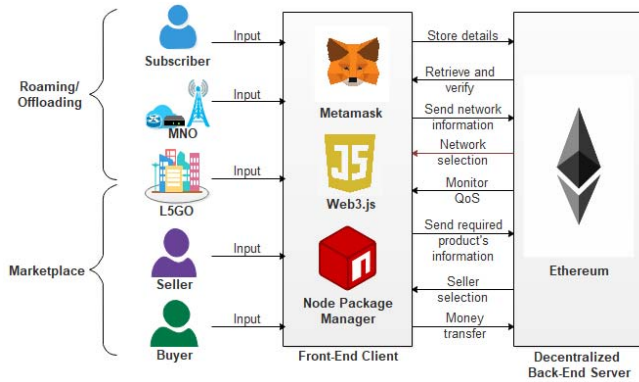 Roaming/
Offloading
Marketplace
Subscriber
MNO
L5GO
Seller
Buyer
Input
Input
Input
Input
Input
Metamask
JS
Web3.js
n
Node Package
Manager
Front-End Client
Store details
Retrieve and
verify
Send network
information
Network
selection
Monitor
QoS
Send required
product's
information
Seller
selection
Money
transfer
Ethereum
Decentralized
Back-End Server